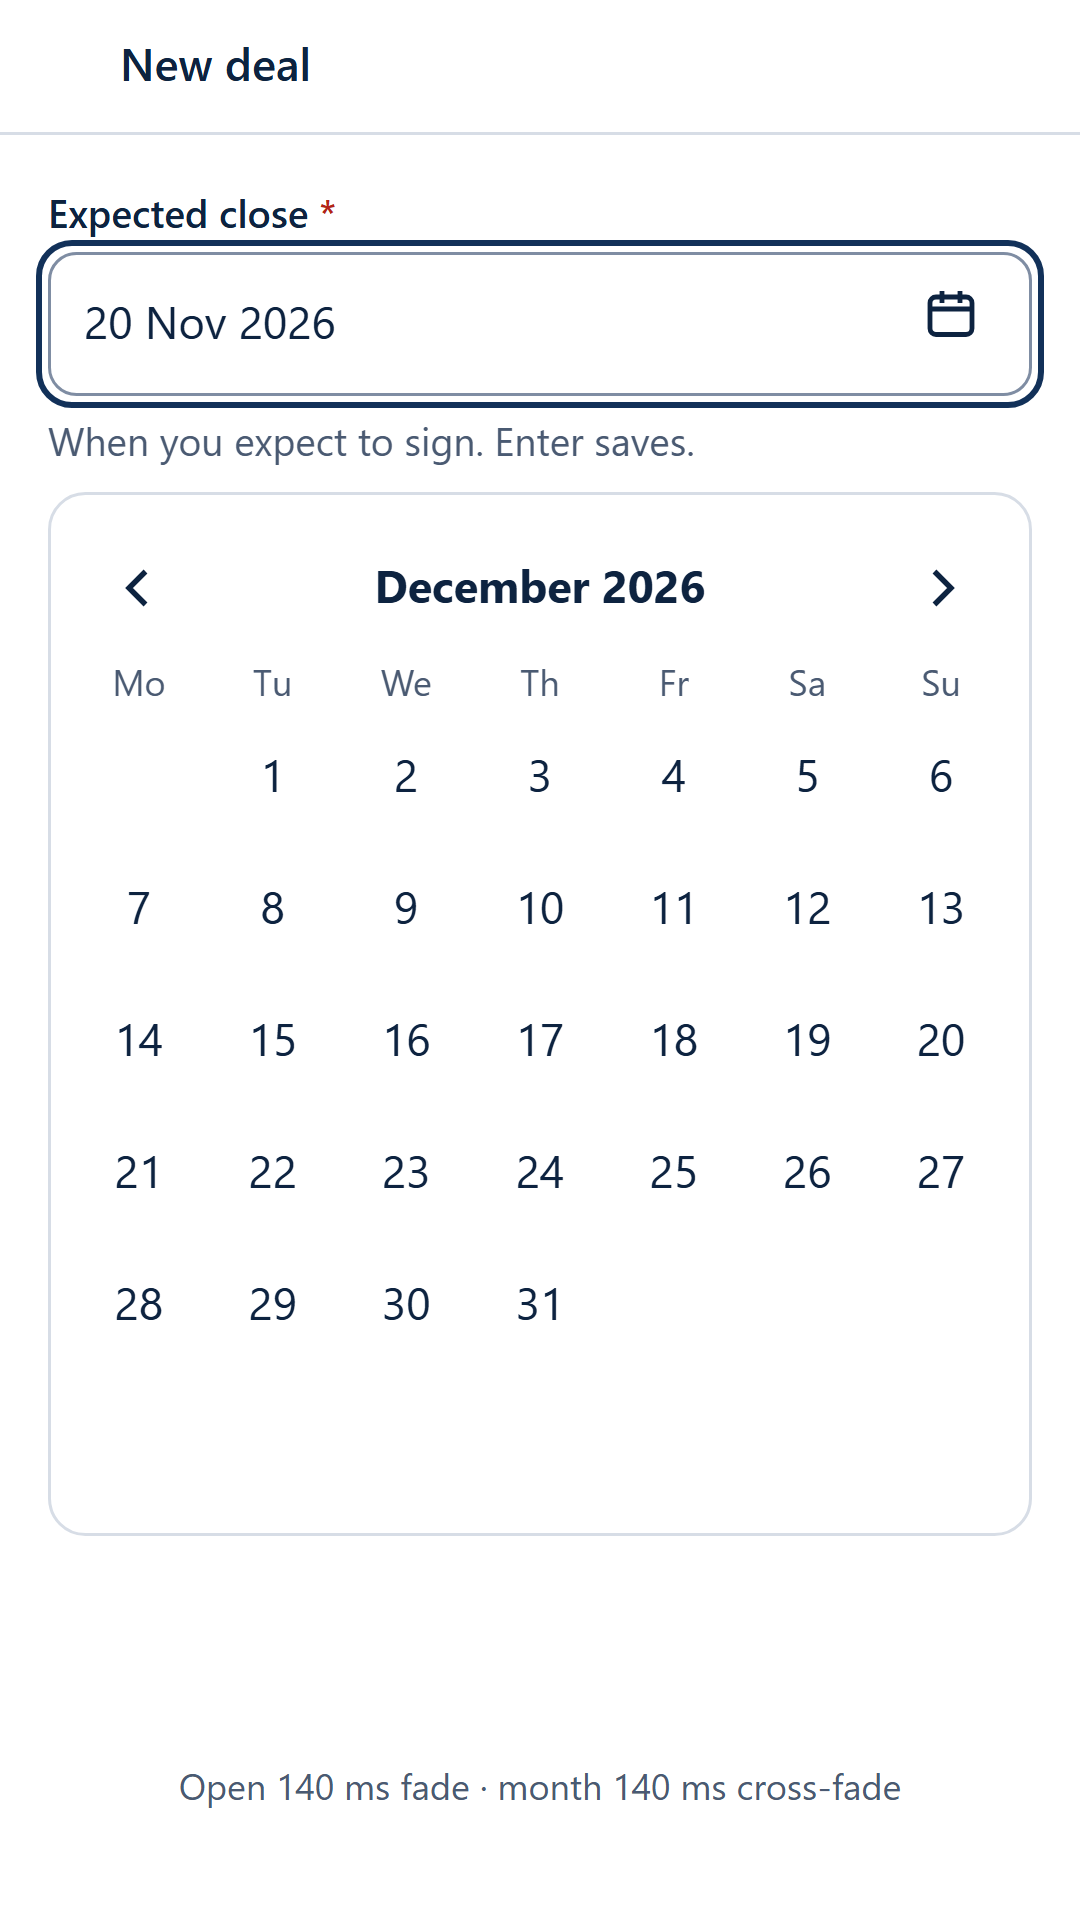 New deal
Expected close *
20 Nov 2026
When you expect to sign. Enter saves.
December 2026
Mo Tu We Th Fr Sa Su
1 2 3 4 5 6
7 8 9 10 11 12 13
14 15 16 17 18 19 20
21 22 23 24 25 26 27
28 29 30 31
Open 140 ms fade · month 140 ms cross-fade